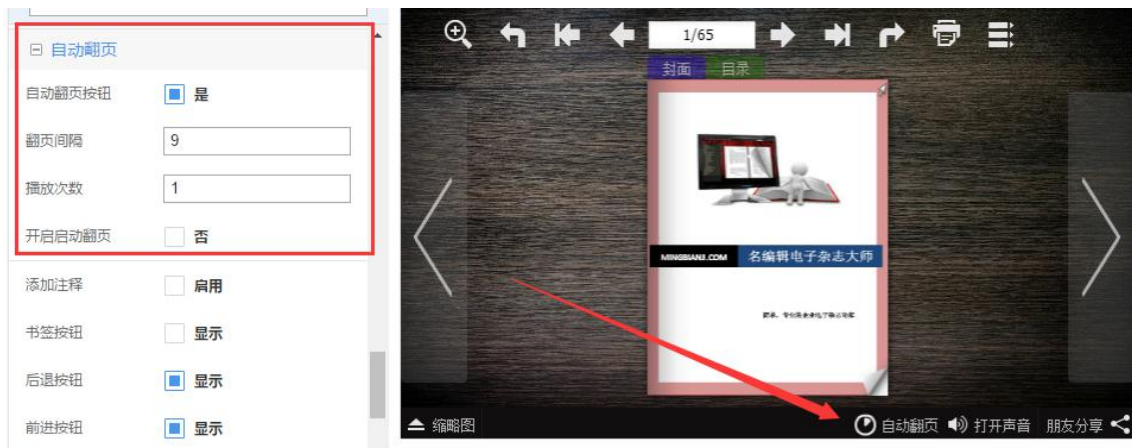 自动翻页
自动翻页按钮 是
翻页间隔 9
播放次数 1
开启启动翻页 否
添加注释 启用
书签按钮 显示
后退按钮 显示
前进按钮 显示
1/65
封面 目录
MINGBIANJI.COM 名编辑电子杂志大师
缩略图 自动翻页 打开声音 朋友分享